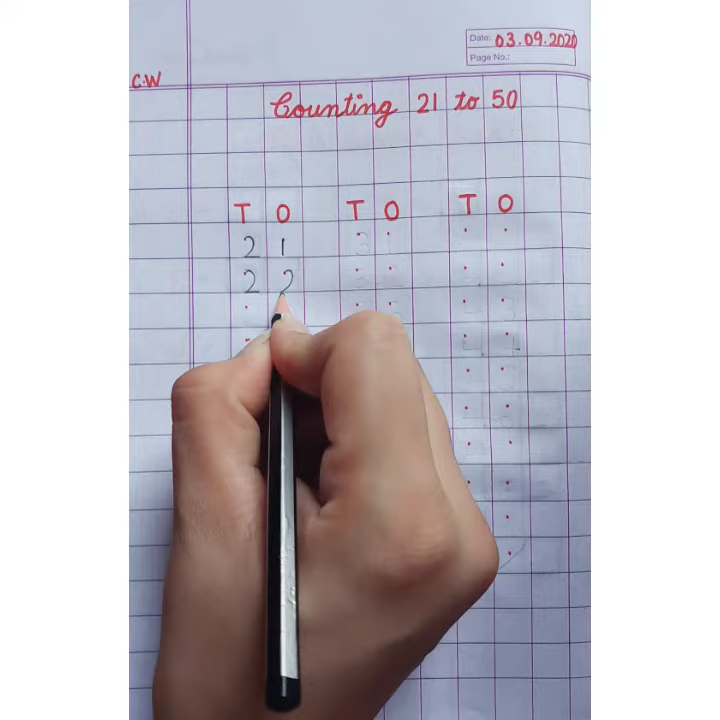 Date: 03.09.2020
Page No.:
C.W
Counting 21 to 50
T O T O T O
2 1
2 2